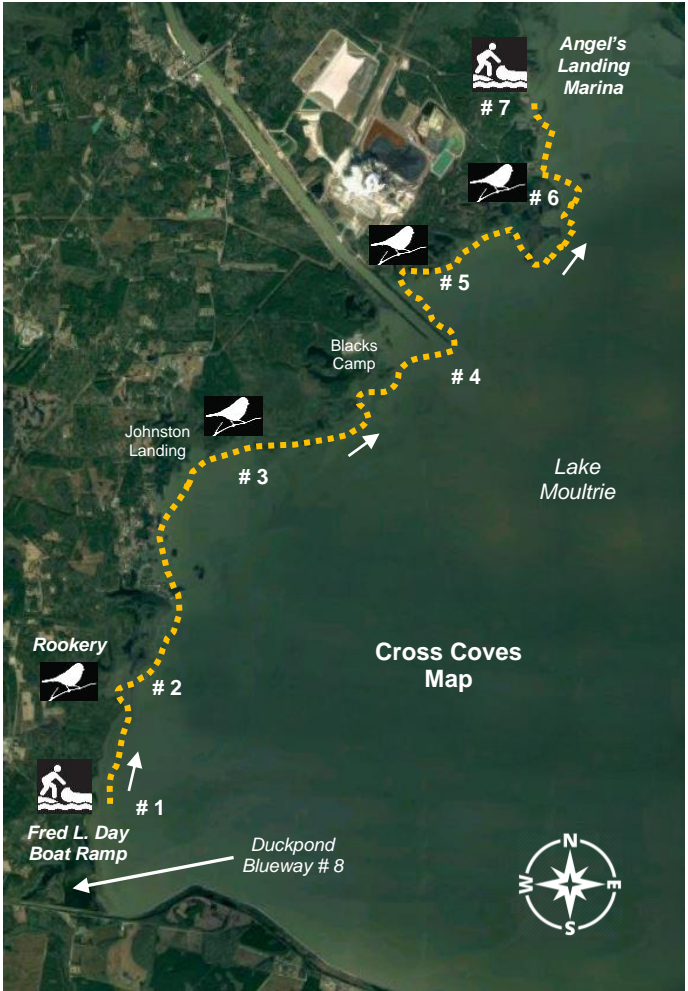 Angel's
Landing
Marina
# 7
# 6
# 5
Blacks
Camp
# 4
Johnston
Landing
# 3
Lake
Moultrie
Rookery
Cross Coves
Map
# 2
# 1
Fred L. Day
Boat Ramp
Duckpond
Blueway # 8
N
W
E
S